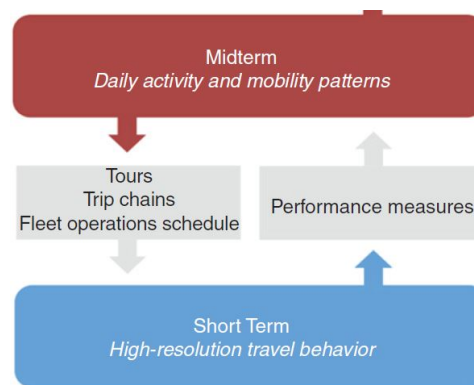 Midterm
Daily activity and mobility patterns
Tours
Trip chains
Fleet operations schedule
Performance measures
Short Term
High-resolution travel behavior